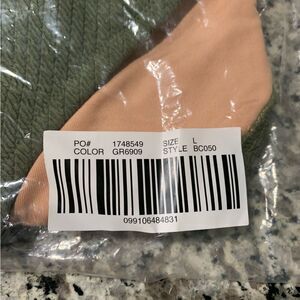 PO# 1748549 SIZE L
COLOR GR6909 STYLE BC050
099106484831